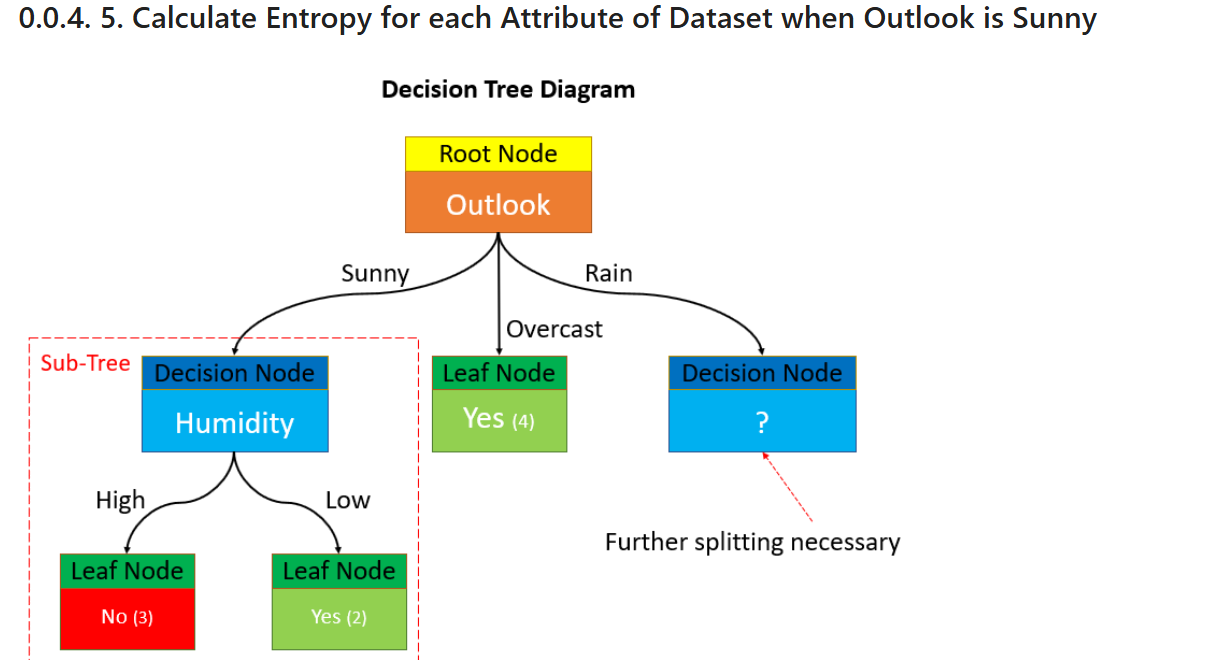 0.0.4. 5. Calculate Entropy for each Attribute of Dataset when Outlook is Sunny
Decision Tree Diagram
Root Node
Outlook
Sunny
Rain
Overcast
Sub-Tree
Decision Node
Humidity
Leaf Node
Yes (4)
Decision Node
?
High
Low
Further splitting necessary
Leaf Node
No (3)
Leaf Node
Yes (2)